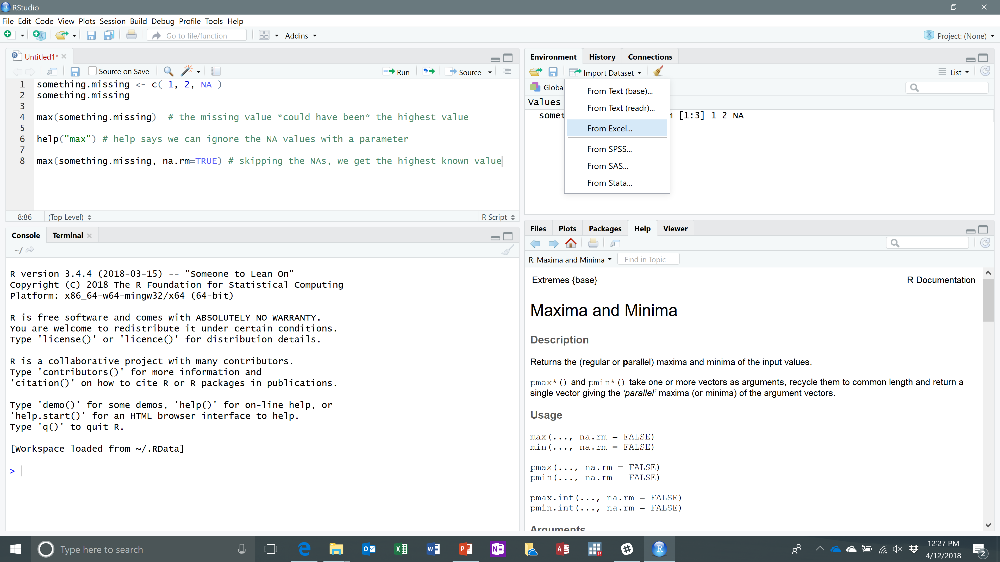 RStudio
File Edit Code View Plots Session Build Debug Profile Tools Help
Go to file/function
Addins
Project: (None)
Untitled1*
Source on Save
Run
Source
1 something.missing <- c( 1, 2, NA )
2 something.missing
3
4 max(something.missing)  # the missing value *could have been* the highest value
5
6 help("max") # help says we can ignore the NA values with a parameter
7
8 max(something.missing, na.rm=TRUE) # skipping the NAs, we get the highest known value
8:86
(Top Level)
R Script
Console
Terminal
~/
R version 3.4.4 (2018-03-15) -- "Someone to Lean On"
Copyright (C) 2018 The R Foundation for Statistical Computing
Platform: x86_64-w64-mingw32/x64 (64-bit)
R is free software and comes with ABSOLUTELY NO WARRANTY.
You are welcome to redistribute it under certain conditions.
Type 'license()' or 'licence()' for distribution details.
R is a collaborative project with many contributors.
Type 'contributors()' for more information and
'citation()' on how to cite R or R packages in publications.
Type 'demo()' for some demos, 'help()' for on-line help, or
'help.start()' for an HTML browser interface to help.
Type 'q()' to quit R.
[Workspace loaded from ~/.RData]
>
Environment
History
Connections
Import Dataset
List
Global
Values
somet
[1:3] 1 2 NA
From Text (base)...
From Text (readr)...
From Excel...
From SPSS...
From SAS...
From Stata...
Files
Plots
Packages
Help
Viewer
R: Maxima and Minima
Find in Topic
Extremes {base}
R Documentation
Maxima and Minima
Description
Returns the (regular or parallel) maxima and minima of the input values.
pmax*() and pmin*() take one or more vectors as arguments, recycle them to common length and return a
single vector giving the ‘parallel’ maxima (or minima) of the argument vectors.
Usage
max(..., na.rm = FALSE)
min(..., na.rm = FALSE)
pmax(..., na.rm = FALSE)
pmin(..., na.rm = FALSE)
pmax.int(..., na.rm = FALSE)
pmin.int(..., na.rm = FALSE)
Arguments
Type here to search
15
12:27 PM
4/12/2018
2